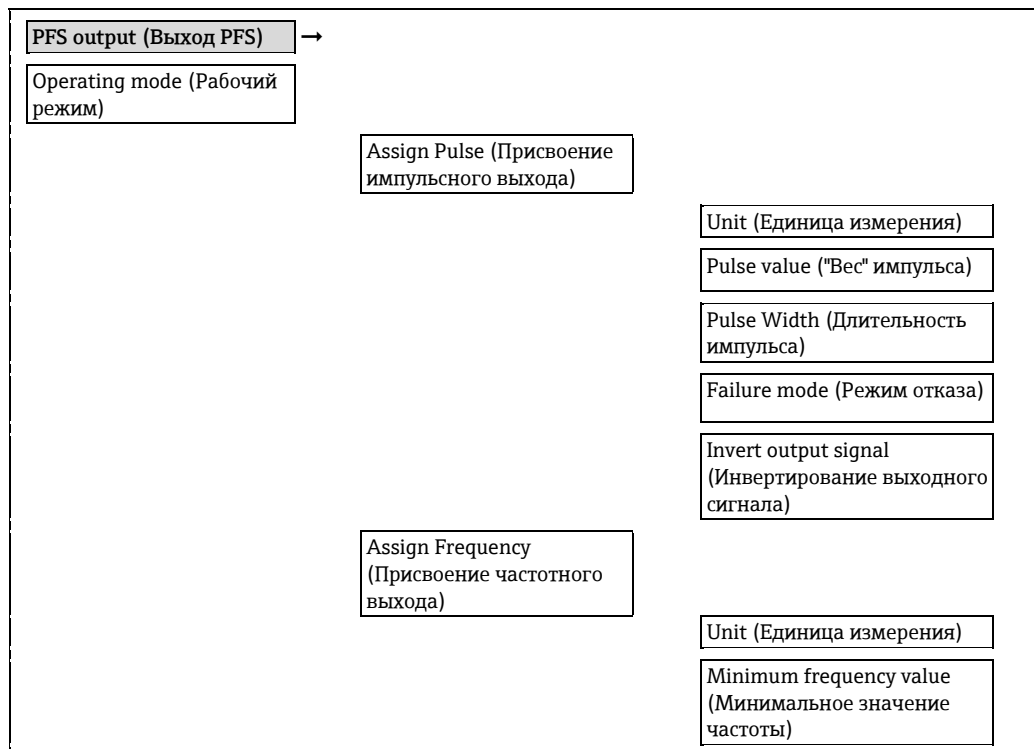 PFS output (Выход PFS) →
Operating mode (Рабочий
режим)
Assign Pulse (Присвоение
импульсного выхода)
Unit (Единица измерения)
Pulse value ("Вес" импульса)
Pulse Width (Длительность
импульса)
Failure mode (Режим отказа)
Invert output signal
(Инвертирование выходного
сигнала)
Assign Frequency
(Присвоение частотного
выхода)
Unit (Единица измерения)
Minimum frequency value
(Минимальное значение
частоты)